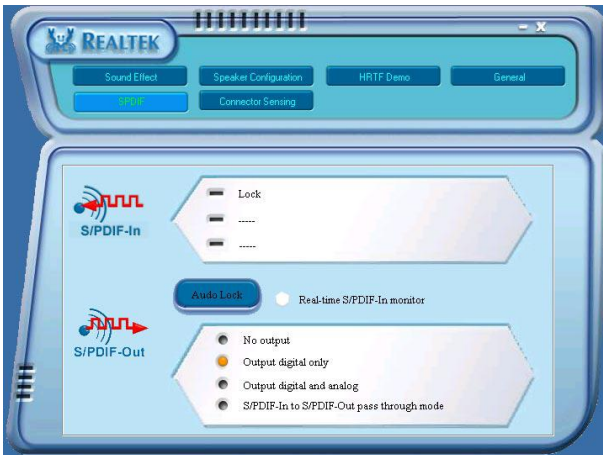 REALTEK
- x
Sound Effect
Speaker Configuration
HRTF Demo
General
SPDIF
Connector Sensing
S/PDIF-In
Lock
-----
-----
Audo Lock
Real-time S/PDIF-In monitor
S/PDIF-Out
No output
Output digital only
Output digital and analog
S/PDIF-In to S/PDIF-Out pass through mode